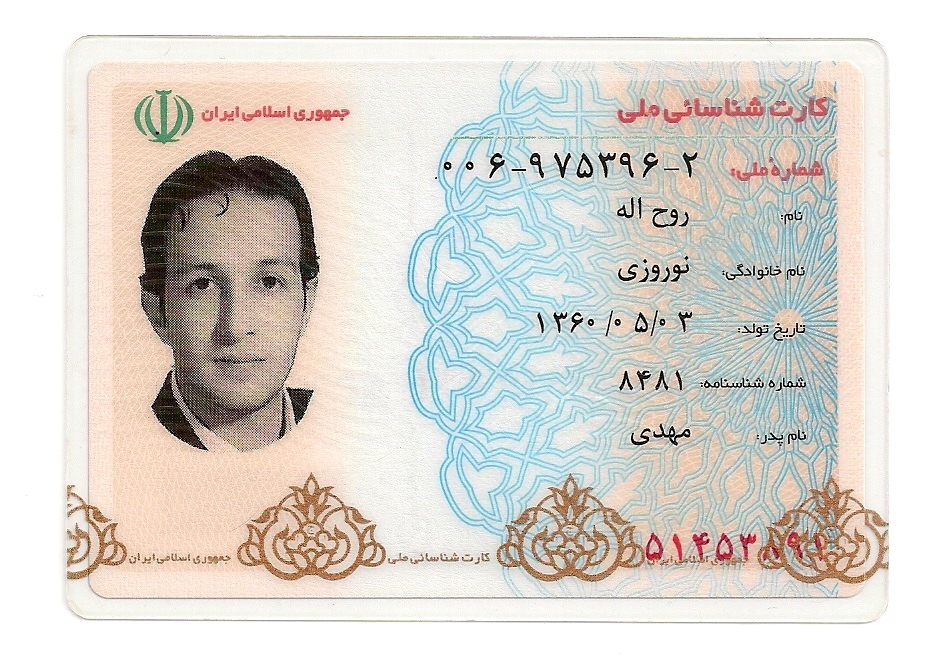 جمهوری اسلامی ایران
کارت شناسائی ملی
شمارهٔ ملی: ۰۰۶-۹۷۵۳۹۶-۲
نام: روح اله
نام خانوادگی: نوروزی
تاریخ تولد: ۱۳۶۰/۰۵/۰۳
شماره شناسنامه: ۸۴۸۱
نام پدر: مهدی
۵۱۴۵۳۸۹۱
جمهوری اسلامی ایران
کارت شناسائی ملی
جمهوری اسلامی ایران